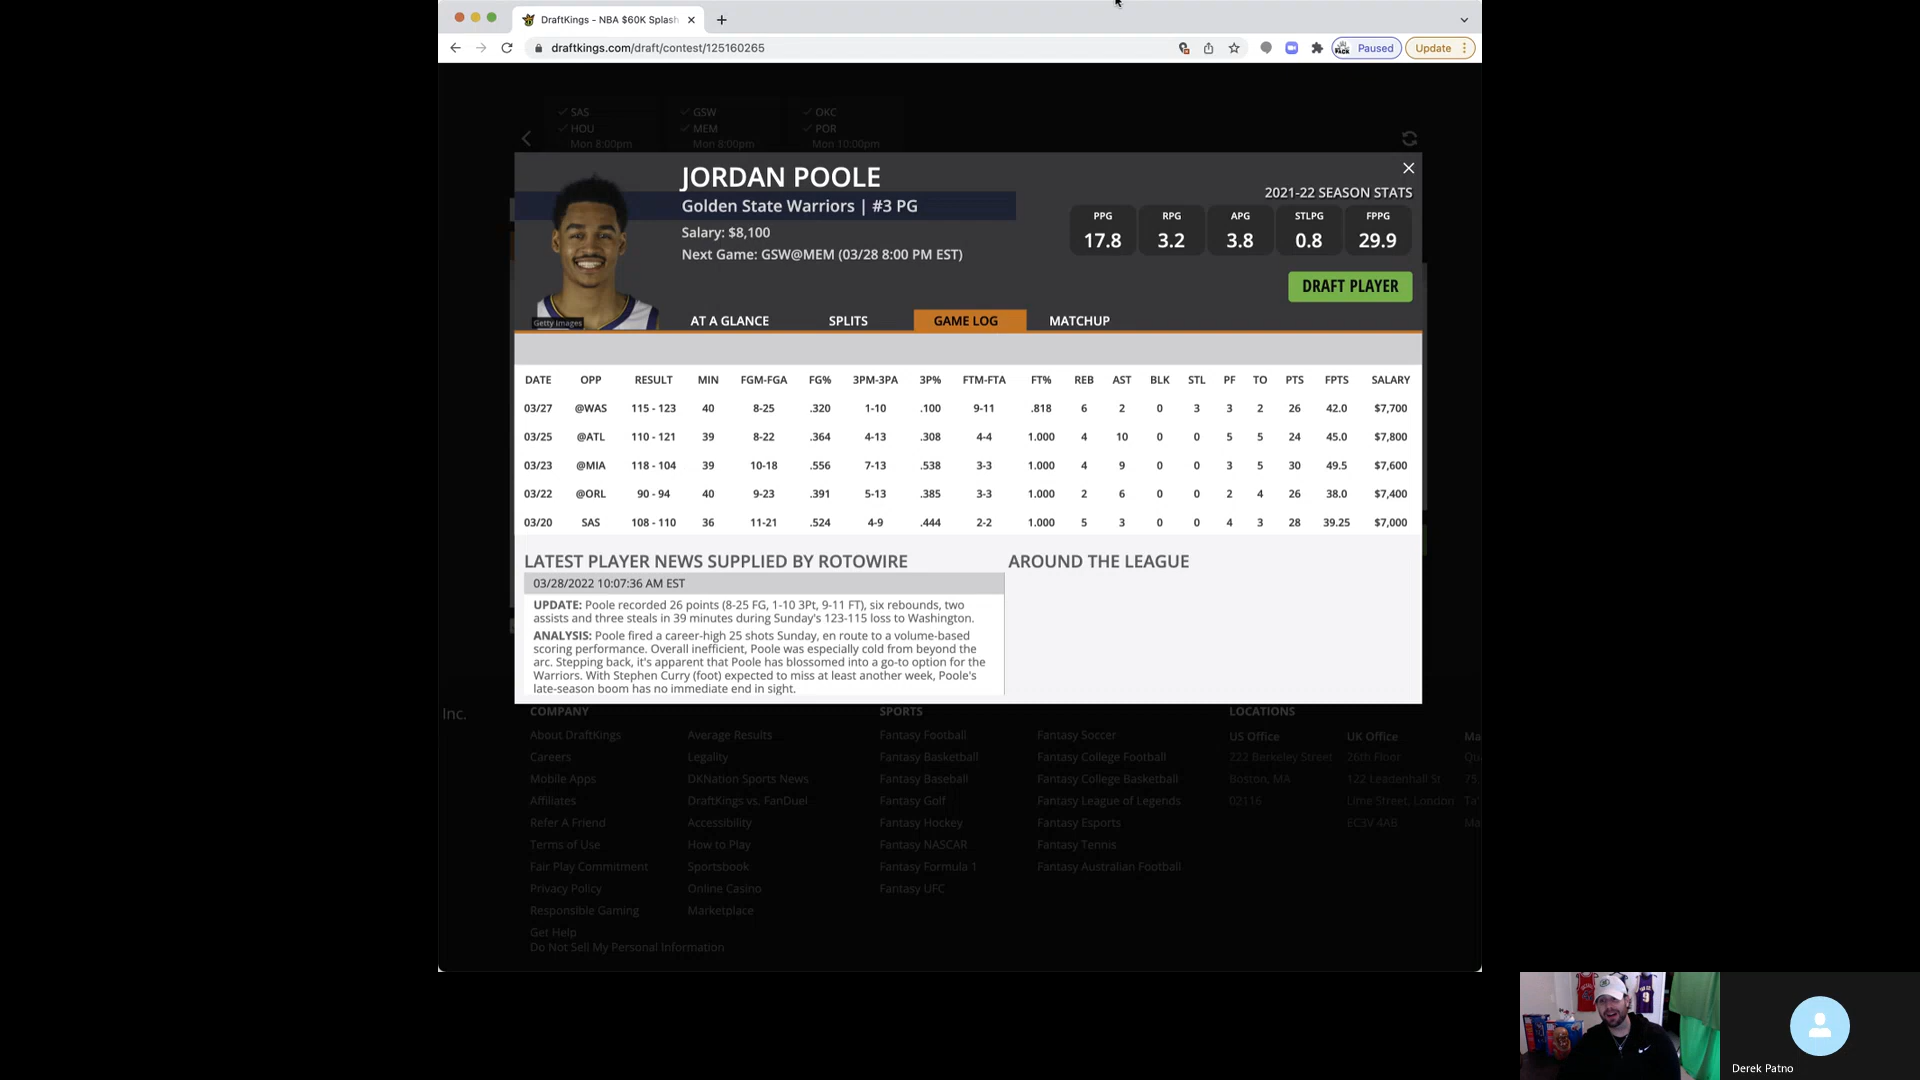 DraftKings - NBA $60K Splash
draftkings.com/draft/contest/125160265
Paused
Update
SAS
GSW
OKC
HOU
MEM
POR
Mon 8:00pm
Mon 8:00pm
Mon 10:00pm
JORDAN POOLE
2021-22 SEASON STATS
Golden State Warriors | #3 PG
Salary: $8,100
Next Game: GSW@MEM (03/28 8:00 PM EST)
PPG RPG APG STLPG FPPG
17.8 3.2 3.8 0.8 29.9
DRAFT PLAYER
Getty Images
AT A GLANCE SPLITS GAME LOG MATCHUP
DATE OPP RESULT MIN FGM-FGA FG% 3PM-3PA 3P% FTM-FTA FT% REB AST BLK STL PF TO PTS FPTS SALARY
03/27 @WAS 115 - 123 40 8-25 .320 1-10 .100 9-11 .818 6 2 0 3 3 2 26 42.0 $7,700
03/25 @ATL 110 - 121 39 8-22 .364 4-13 .308 4-4 1.000 4 10 0 0 5 5 24 45.0 $7,800
03/23 @MIA 118 - 104 39 10-18 .556 7-13 .538 3-3 1.000 4 9 0 0 3 5 30 49.5 $7,600
03/22 @ORL 90 - 94 40 9-23 .391 5-13 .385 3-3 1.000 2 6 0 0 2 4 26 38.0 $7,400
03/20 SAS 108 - 110 36 11-21 .524 4-9 .444 2-2 1.000 5 3 0 0 4 3 28 39.25 $7,000
LATEST PLAYER NEWS SUPPLIED BY ROTOWIRE
AROUND THE LEAGUE
03/28/2022 10:07:36 AM EST
UPDATE: Poole recorded 26 points (8-25 FG, 1-10 3Pt, 9-11 FT), six rebounds, two
assists and three steals in 39 minutes during Sunday's 123-115 loss to Washington.
ANALYSIS: Poole fired a career-high 25 shots Sunday, en route to a volume-based
scoring performance. Overall inefficient, Poole was especially cold from beyond the
arc. Stepping back, it's apparent that Poole has blossomed into a go-to option for the
Warriors. With Stephen Curry (foot) expected to miss at least another week, Poole's
late-season boom has no immediate end in sight.
Inc.
COMPANY
About DraftKings
Careers
Mobile Apps
Affiliates
Refer A Friend
Terms of Use
Fair Play Commitment
Privacy Policy
Responsible Gaming
Get Help
Do Not Sell My Personal Information
Average Results
Legality
DKNation Sports News
DraftKings vs. FanDuel
Accessibility
How to Play
Sportsbook
Online Casino
Marketplace
SPORTS
Fantasy Football
Fantasy Basketball
Fantasy Baseball
Fantasy Golf
Fantasy Hockey
Fantasy NASCAR
Fantasy Formula 1
Fantasy UFC
Fantasy Soccer
Fantasy College Football
Fantasy College Basketball
Fantasy League of Legends
Fantasy Esports
Fantasy Tennis
Fantasy Australian Football
LOCATIONS
US Office
222 Berkeley Street
Boston, MA
02116
UK Office
26th Floor
122 Leadenhall St
Lime Street, London
EC3V 4AB
Derek Patno